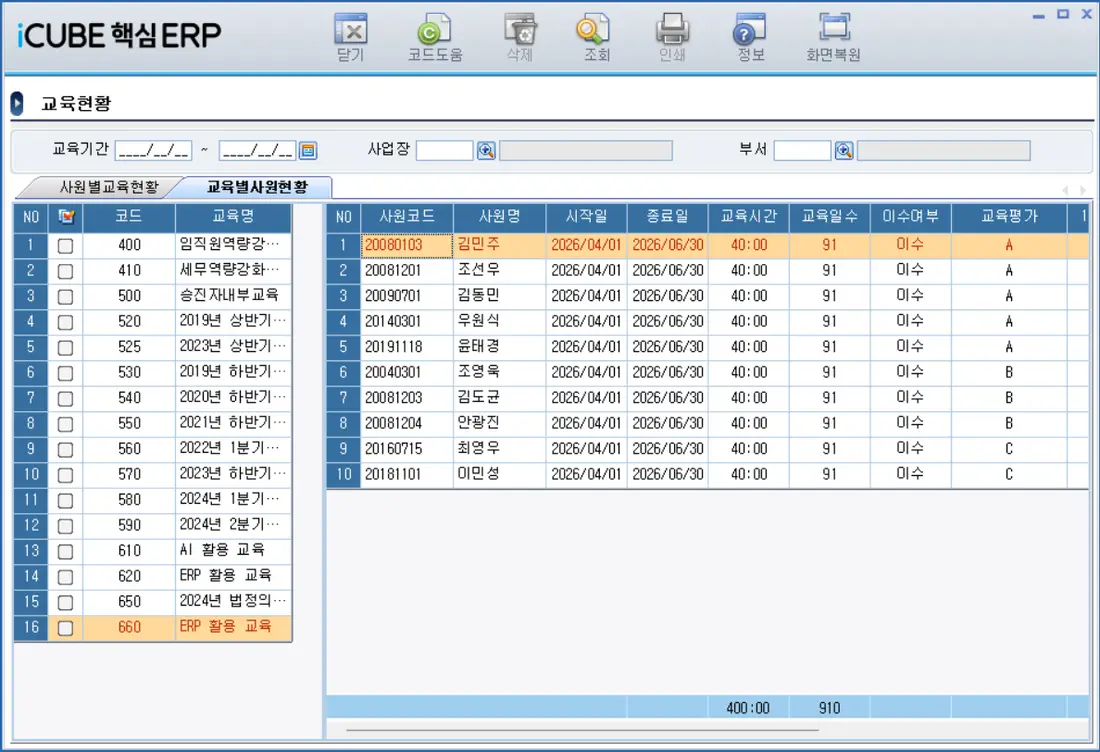 iCUBE 핵심ERP
닫기 코드도움 삭제 조회 인쇄 정보 화면복원
교육현황
교육기간 ____/__/__ ~ ____/__/__ 사업장 부서
사원별교육현황 교육별사원현황
NO 코드 교육명
1 400 임직원역량강…
2 410 세무역량강화…
3 500 승진자내부교육
4 520 2019년 상반기…
5 525 2023년 상반기…
6 530 2019년 하반기…
7 540 2020년 하반기…
8 550 2021년 하반기…
9 560 2022년 1분기…
10 570 2023년 하반기…
11 580 2024년 1분기…
12 590 2024년 2분기…
13 610 AI 활용 교육
14 620 ERP 활용 교육
15 650 2024년 법정의…
16 660 ERP 활용 교육
NO 사원코드 사원명 시작일 종료일 교육시간 교육일수 이수여부 교육평가
1 20080103 김민주 2026/04/01 2026/06/30 40:00 91 이수 A
2 20081201 조선우 2026/04/01 2026/06/30 40:00 91 이수 A
3 20090701 김동민 2026/04/01 2026/06/30 40:00 91 이수 A
4 20140301 우원식 2026/04/01 2026/06/30 40:00 91 이수 A
5 20191118 윤태경 2026/04/01 2026/06/30 40:00 91 이수 A
6 20040301 조영욱 2026/04/01 2026/06/30 40:00 91 이수 B
7 20081203 김도균 2026/04/01 2026/06/30 40:00 91 이수 B
8 20081204 안광진 2026/04/01 2026/06/30 40:00 91 이수 B
9 20160715 최영우 2026/04/01 2026/06/30 40:00 91 이수 C
10 20181101 이민성 2026/04/01 2026/06/30 40:00 91 이수 C
400:00 910